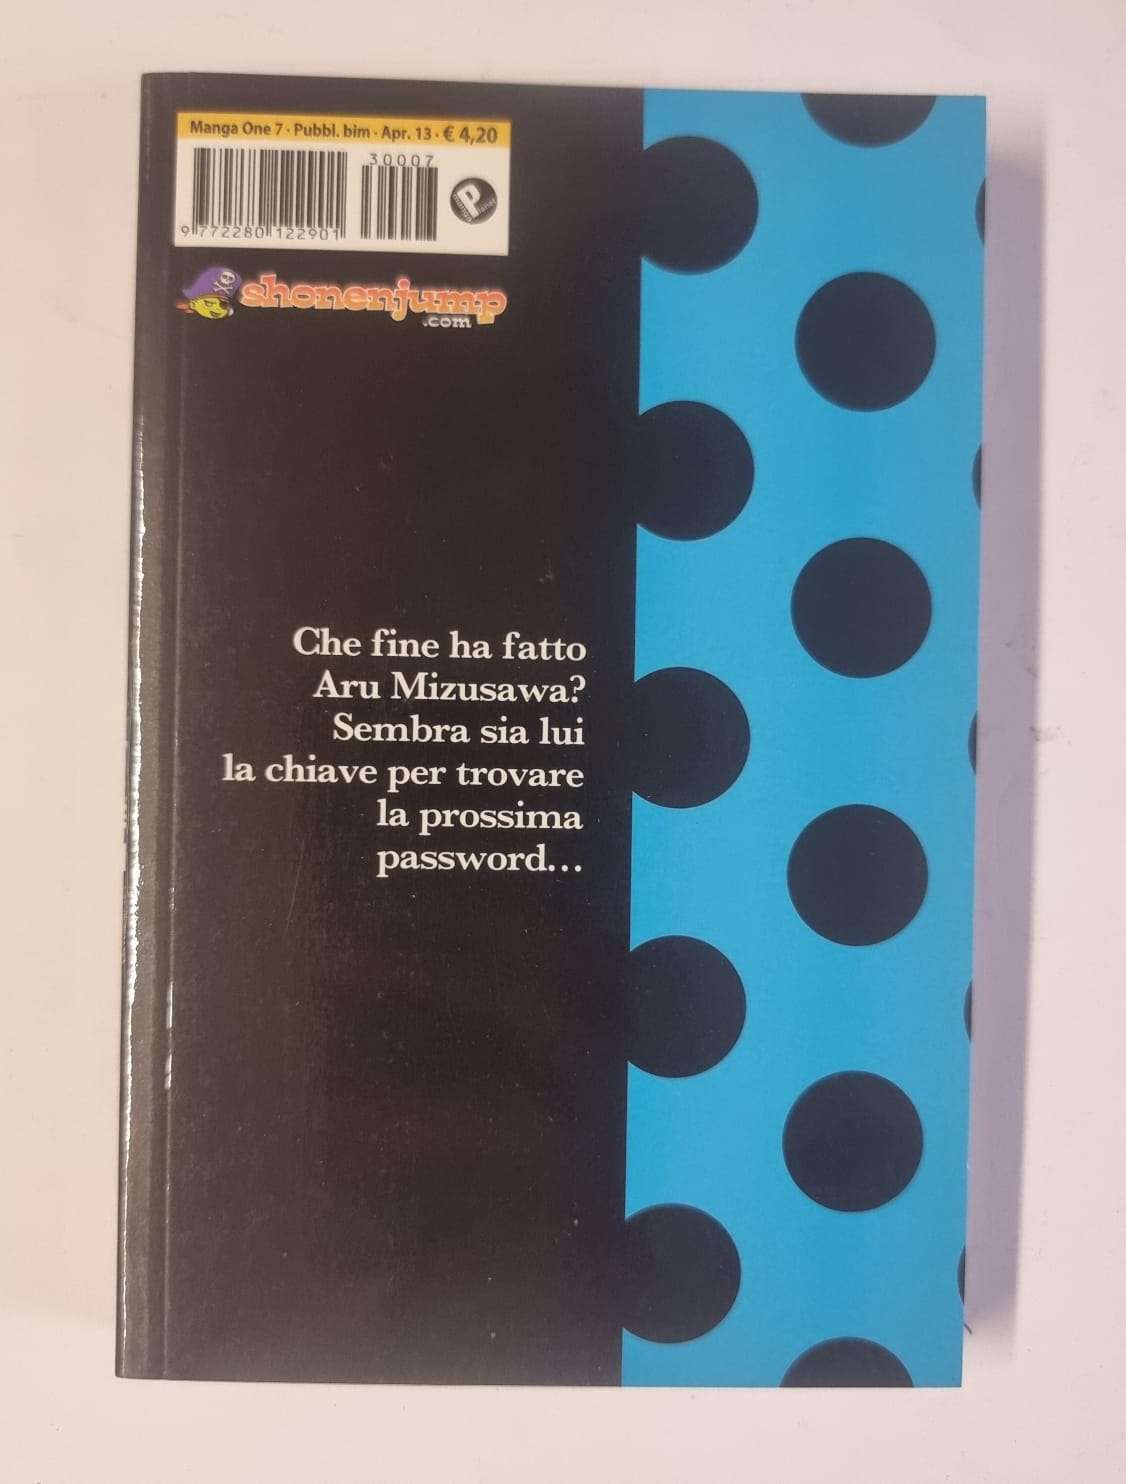 Manga One 7 · Pubbl. bim · Apr. 13 · € 4,20
30007
9 772280 122901
P
shonenjump
.com
Che fine ha fatto
Aru Mizusawa?
Sembra sia lui
la chiave per trovare
la prossima
password...